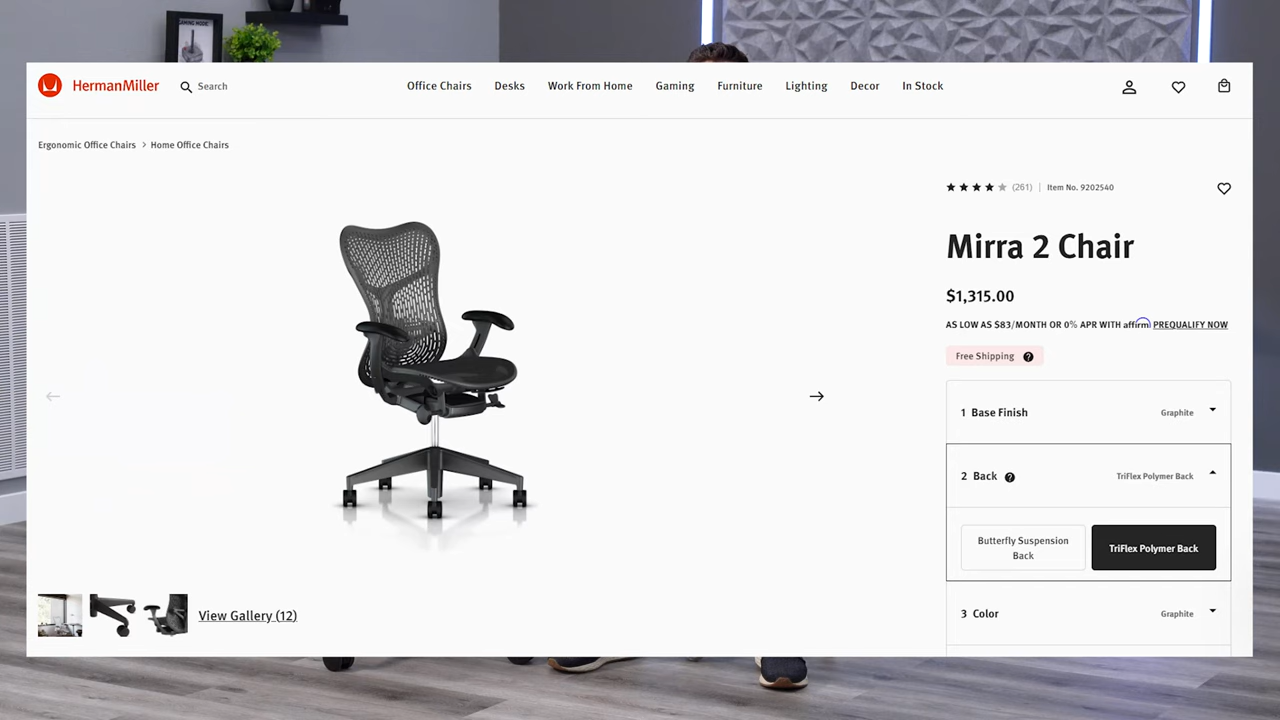 GAMING MODE
HermanMiller
Search
Office Chairs
Desks
Work From Home
Gaming
Furniture
Lighting
Decor
In Stock
Ergonomic Office Chairs > Home Office Chairs
(261) | Item No. 9202540
Mirra 2 Chair
$1,315.00
AS LOW AS $83/MONTH OR 0% APR WITH affirm PREQUALIFY NOW
Free Shipping ?
1 Base Finish
Graphite
2 Back ?
TriFlex Polymer Back
Butterfly Suspension
Back
TriFlex Polymer Back
View Gallery (12)
3 Color
Graphite